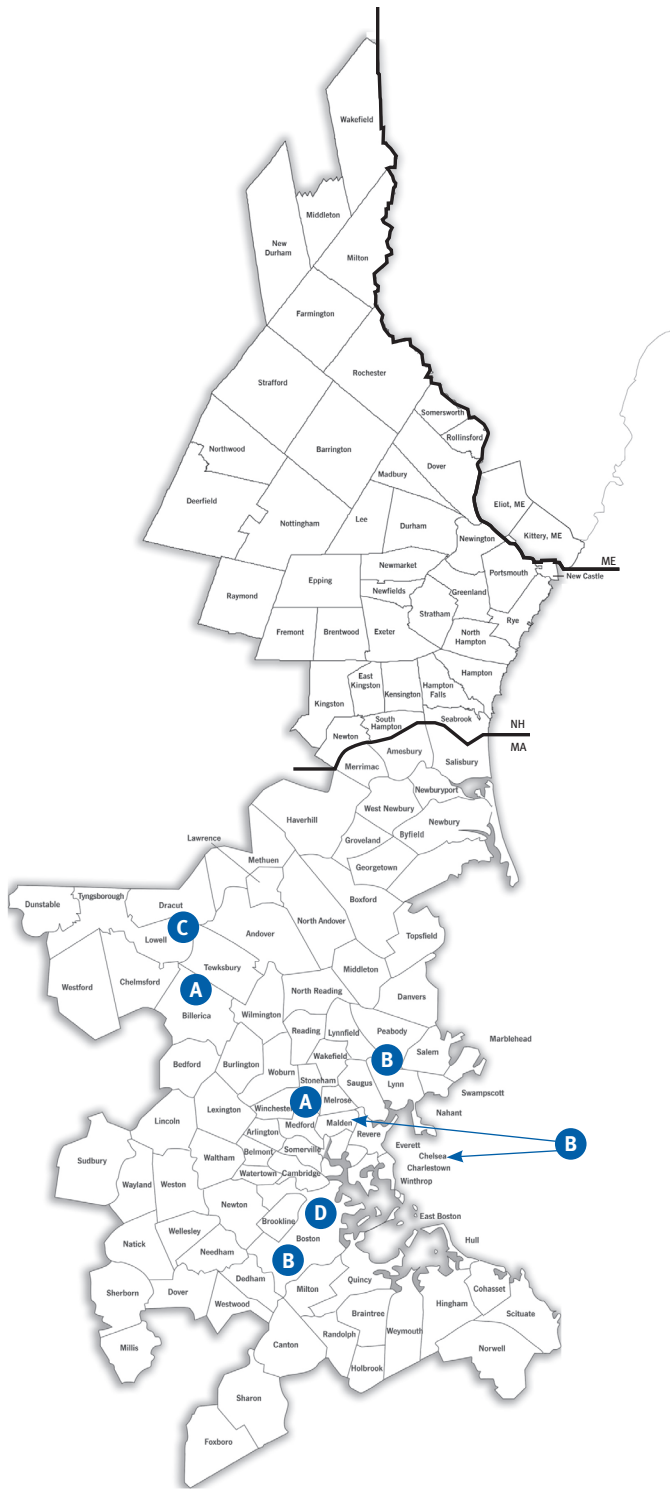 Wakefield
Middleton
New
Durham
Milton
Farmington
Rochester
Strafford
Somersworth
Rollinsford
Northwood
Barrington
Dover
Madbury
Deerfield
Eliot, ME
Nottingham
Lee
Durham
Newington
Kittery, ME
ME
Newmarket
Portsmouth
New Castle
Epping
Raymond
Newfields
Greenland
Stratham
Rye
Fremont
Brentwood
Exeter
North
Hampton
Hampton
East
Kingston
Kensington
Hampton
Falls
Kingston
South
Hampton
Seabrook
NH
Newton
MA
Amesbury
Merrimac
Salisbury
Newburyport
West Newbury
Haverhill
Newbury
Byfield
Lawrence
Groveland
Methuen
Georgetown
Tyngsborough
Boxford
Dunstable
Dracut
C
North Andover
Andover
Topsfield
Lowell
Tewksbury
Middleton
Chelmsford
Westford
A
North Reading
Danvers
Billerica
Wilmington
Reading
Lynnfield
Peabody
Marblehead
Salem
Wakefield
B
Bedford
Burlington
Woburn
Stoneham
Saugus
Lynn
Swampscott
A
Melrose
Lexington
Winchester
Nahant
Lincoln
Medford
Malden
Arlington
Revere
Everett
B
Sudbury
Waltham
Belmont
Somerville
Chelsea
Charlestown
Watertown
Cambridge
Winthrop
Wayland
Weston
Newton
D
East Boston
Brookline
Wellesley
Boston
Hull
Natick
Needham
B
Quincy
Dedham
Milton
Cohasset
Sherborn
Dover
Westwood
Hingham
Braintree
Scituate
Weymouth
Randolph
Canton
Millis
Norwell
Holbrook
Sharon
Foxboro